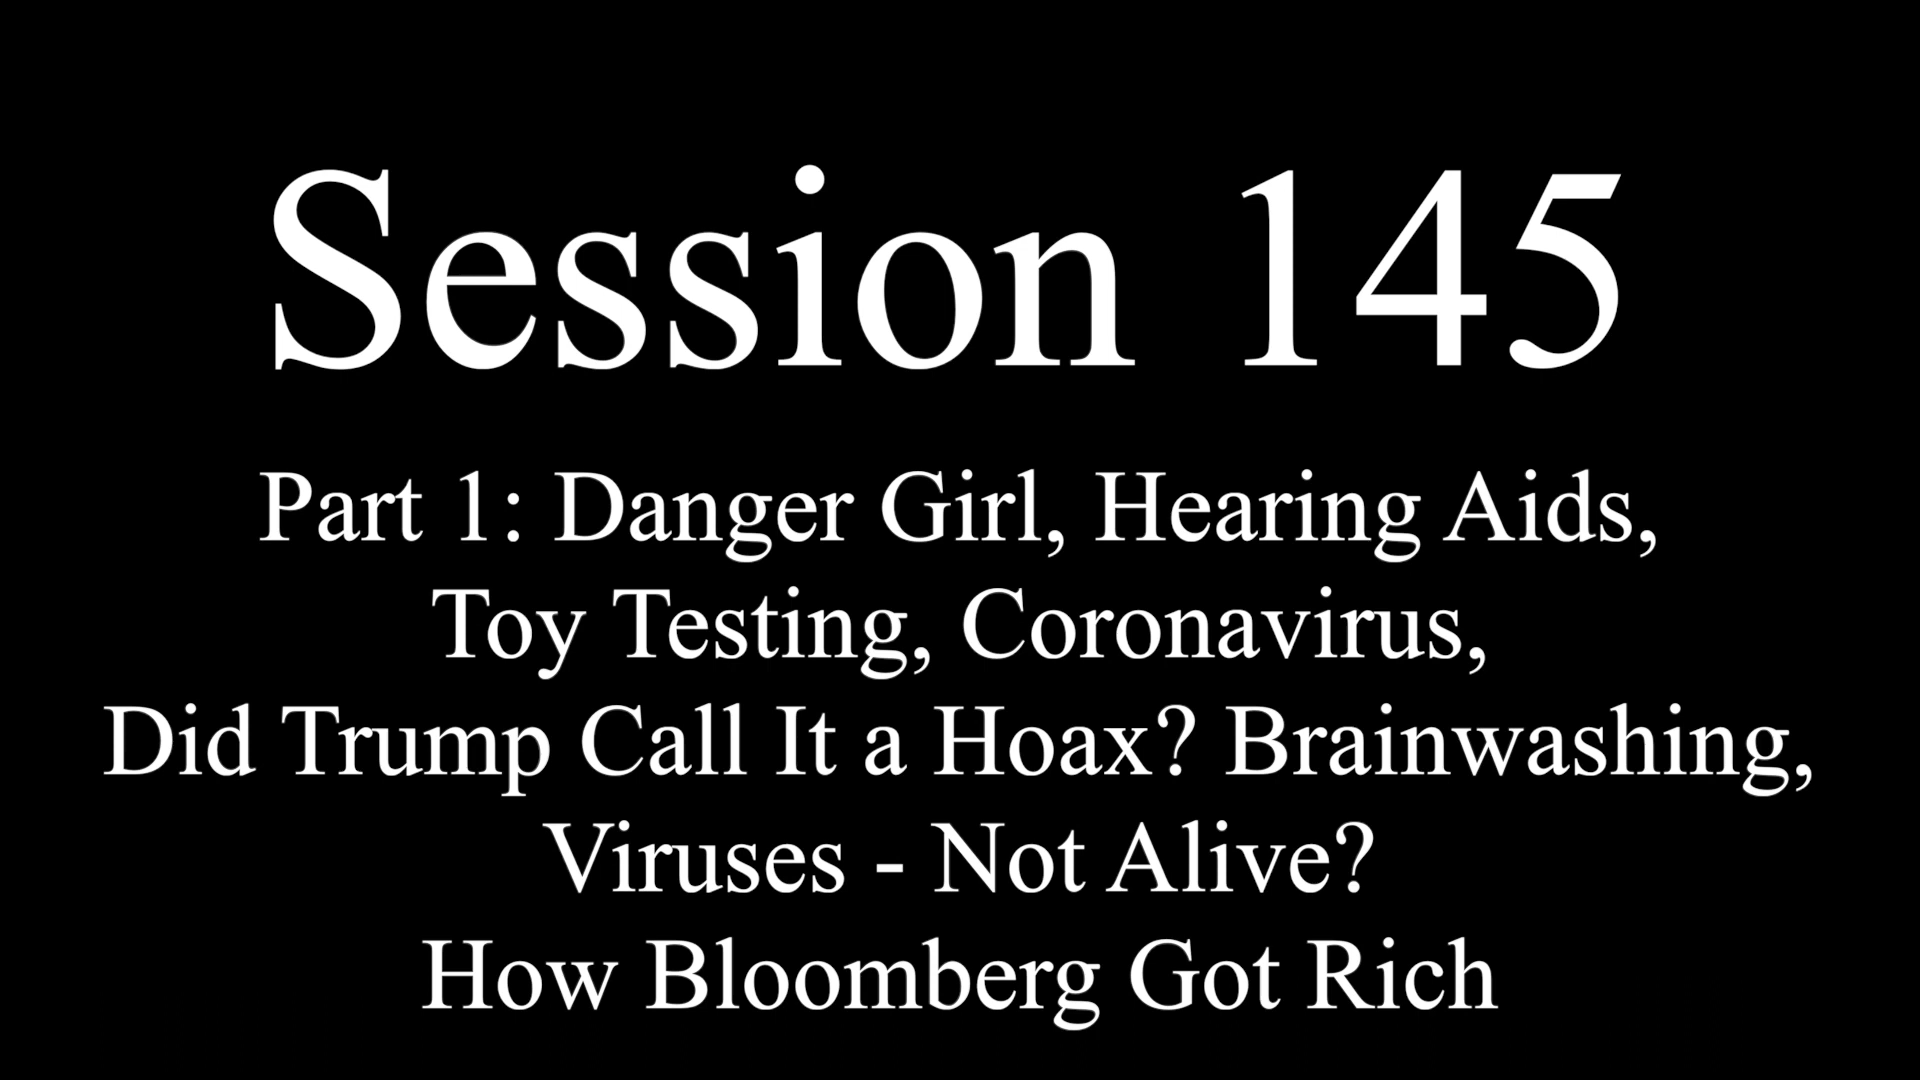 Session 145
Part 1: Danger Girl, Hearing Aids,
Toy Testing, Coronavirus,
Did Trump Call It a Hoax? Brainwashing,
Viruses - Not Alive?
How Bloomberg Got Rich